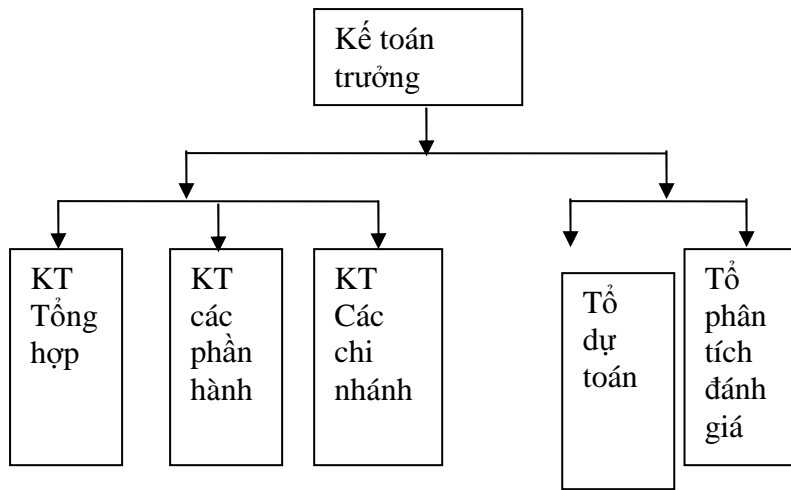 Kế toán
trưởng
KT
Tổng
hợp
KT
các
phần
hành
KT
Các
chi
nhánh
Tổ
dự
toán
Tổ
phân
tích
đánh
giá